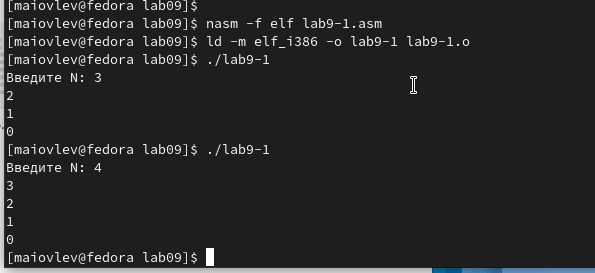 [maiovlev@fedora lab09]$
[maiovlev@fedora lab09]$ nasm -f elf lab9-1.asm
[maiovlev@fedora lab09]$ ld -m elf_i386 -o lab9-1 lab9-1.o
[maiovlev@fedora lab09]$ ./lab9-1
Введите N: 3
2
1
0
[maiovlev@fedora lab09]$ ./lab9-1
Введите N: 4
3
2
1
0
[maiovlev@fedora lab09]$